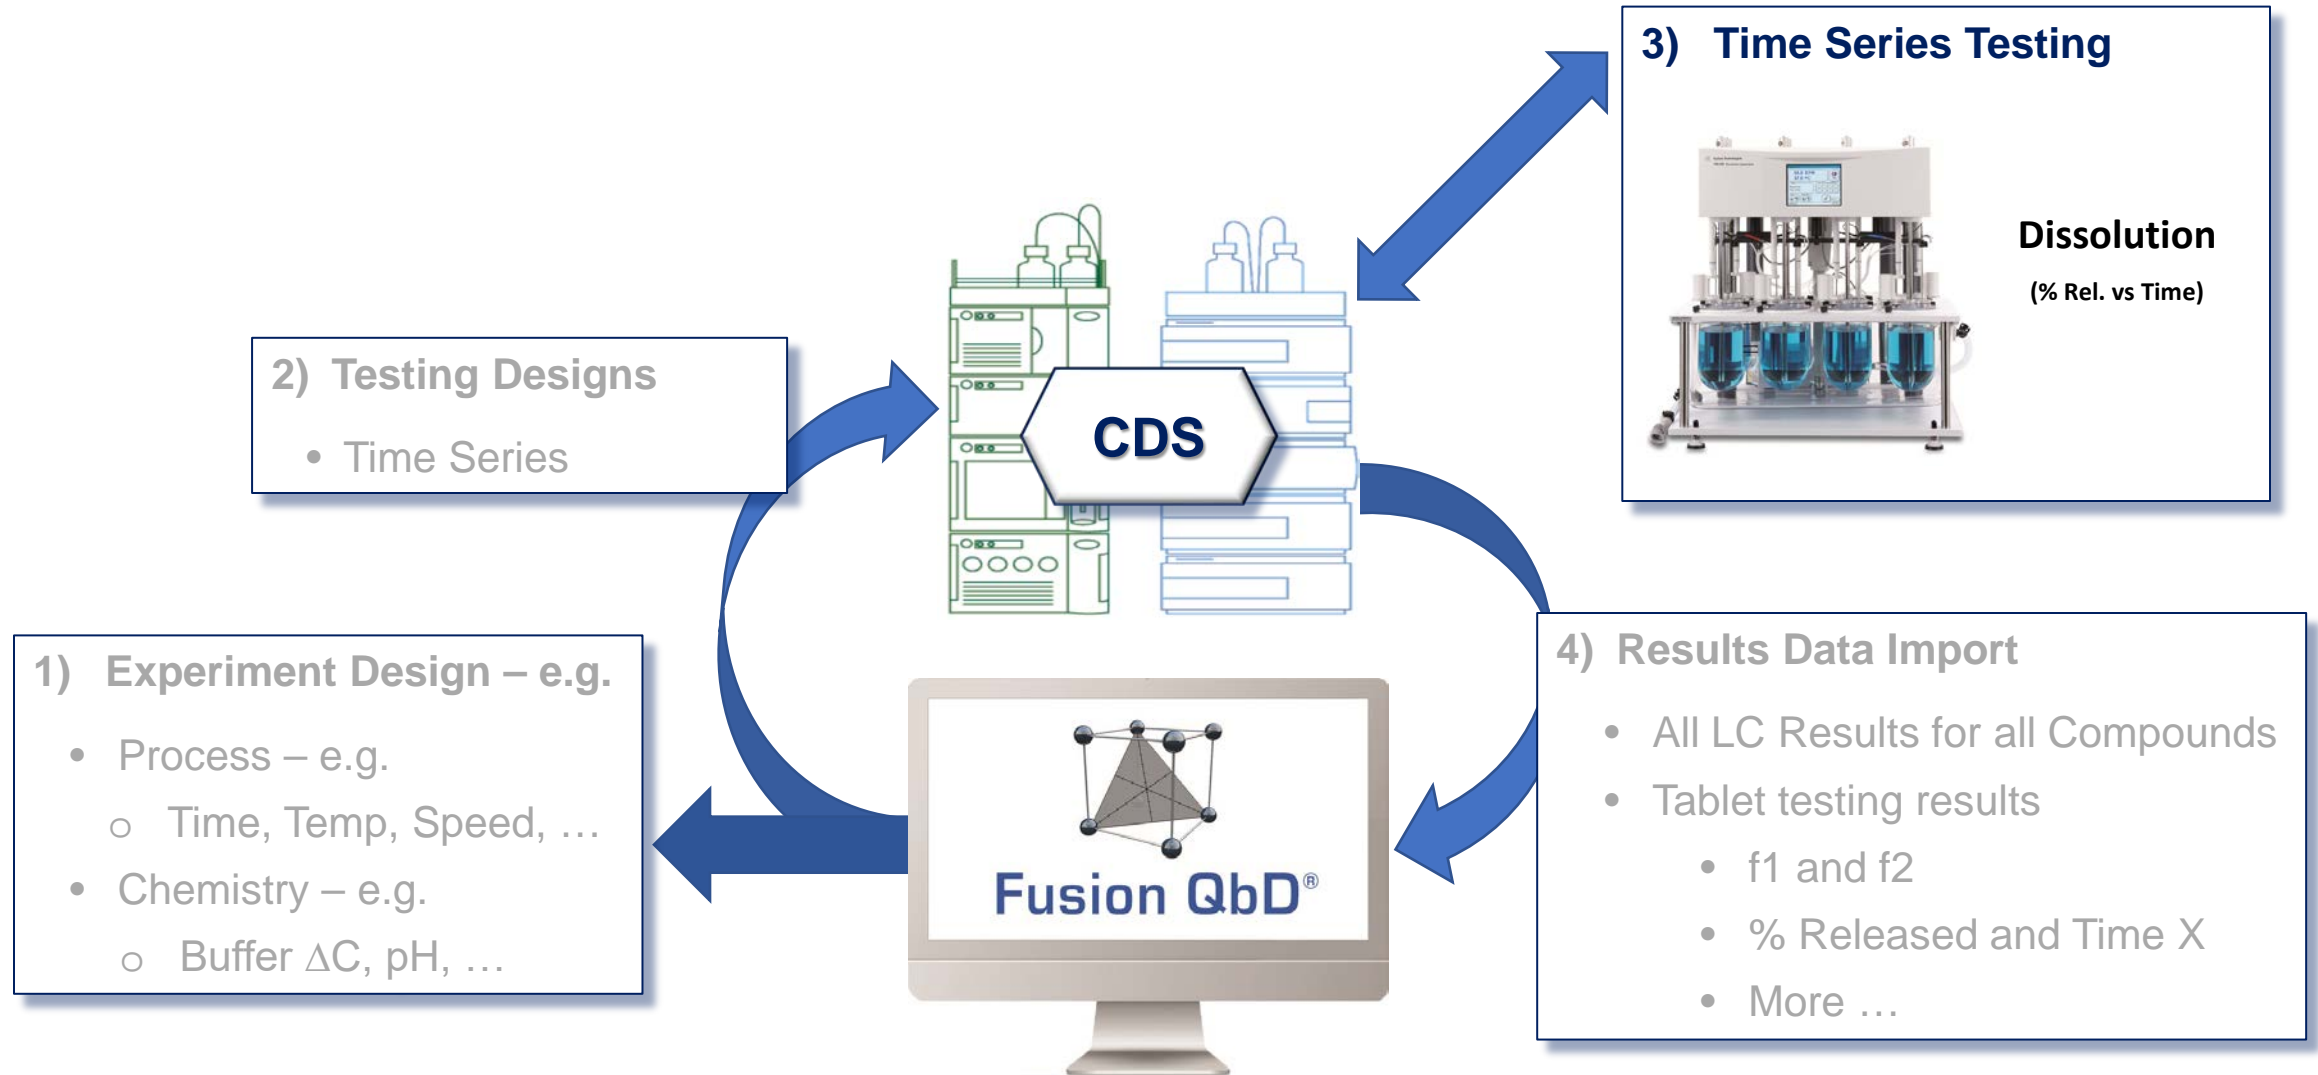 3) Time Series Testing
Dissolution
(% Rel. vs Time)
2) Testing Designs
• Time Series
CDS
1) Experiment Design – e.g.
• Process – e.g.
o Time, Temp, Speed, …
• Chemistry – e.g.
o Buffer ∆C, pH, …
Fusion QbD®
4) Results Data Import
• All LC Results for all Compounds
• Tablet testing results
• f1 and f2
• % Released and Time X
• More …